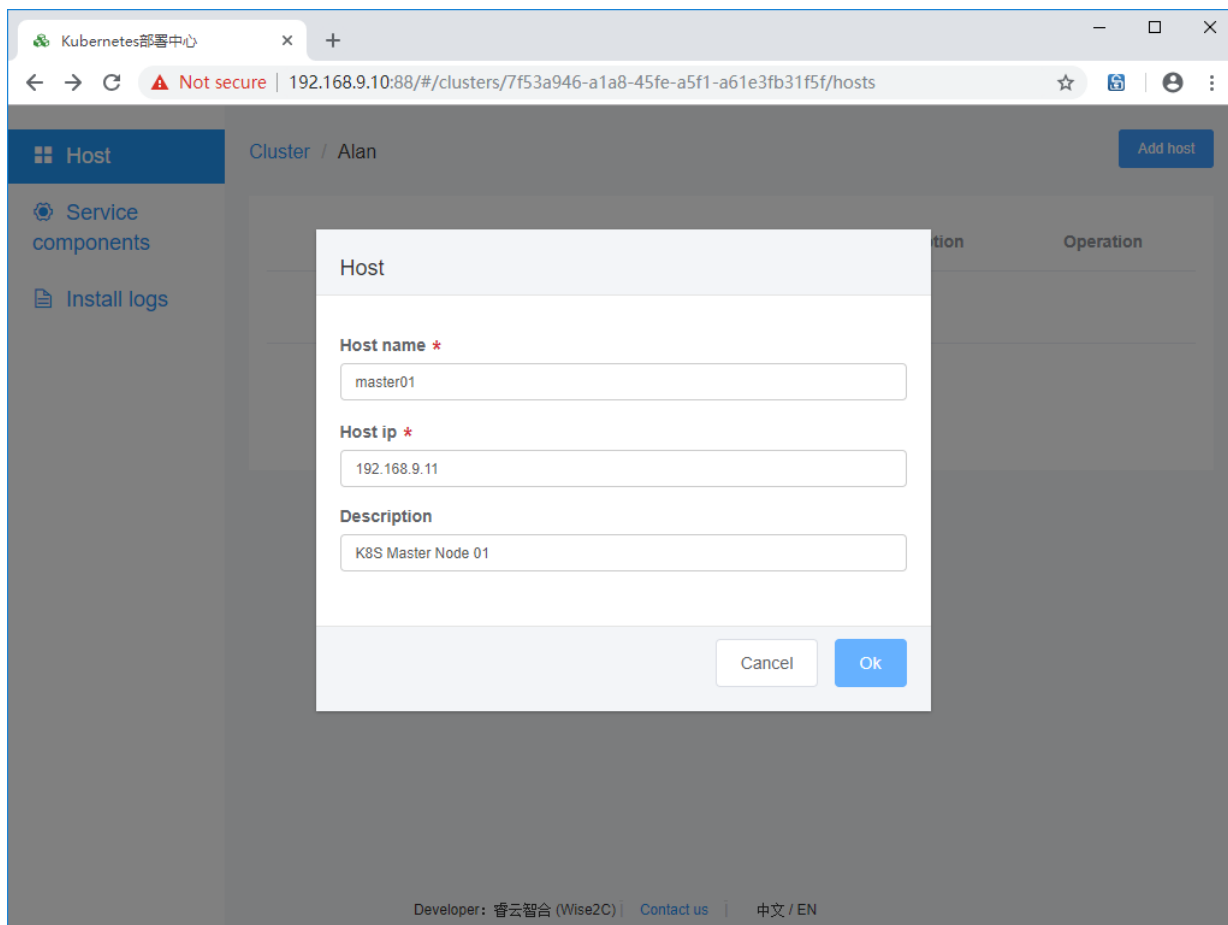 Kubernetes部署中心
Not secure | 192.168.9.10:88/#/clusters/7f53a946-a1a8-45fe-a5f1-a61e3fb31f5f/hosts
Host
Cluster / Alan
Add host
Service
components
Install logs
tion
Operation
Host
Host name *
master01
Host ip *
192.168.9.11
Description
K8S Master Node 01
Cancel
Ok
Developer: 睿云智合 (Wise2C) | Contact us | 中文 / EN